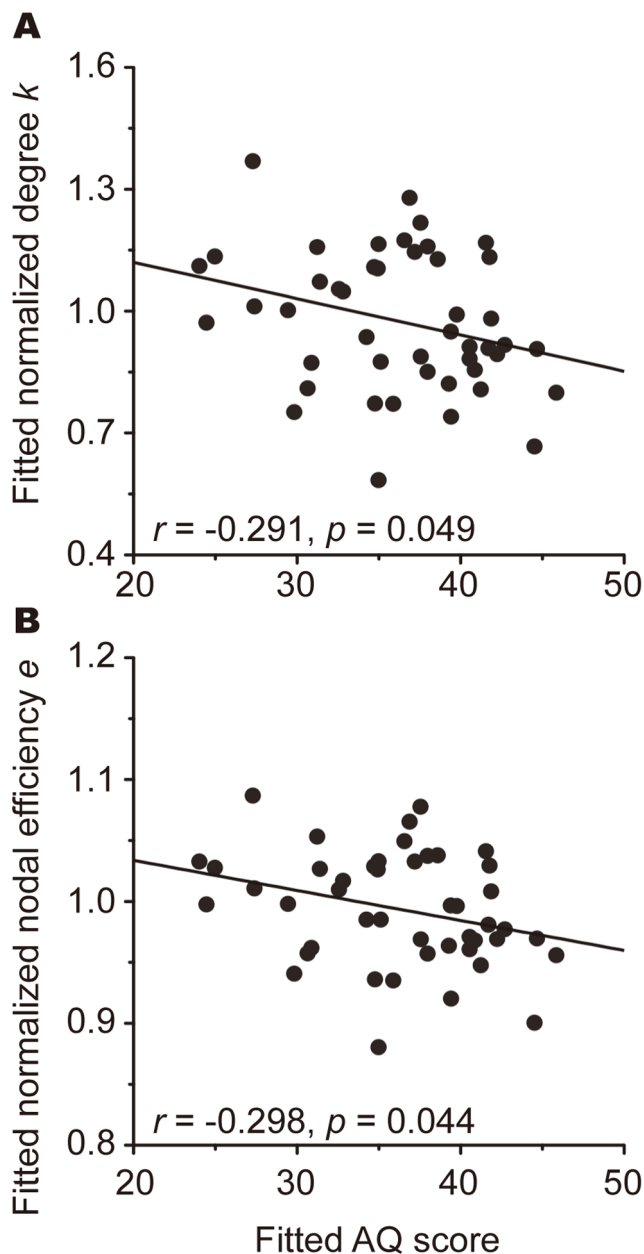 A
Fitted normalized degree k
1.6
1.3
1.0
0.7
0.4
r = -0.291, p = 0.049
20 30 40 50
B
Fitted normalized nodal efficiency e
1.2
1.1
1.0
0.9
0.8
r = -0.298, p = 0.044
20 30 40 50
Fitted AQ score